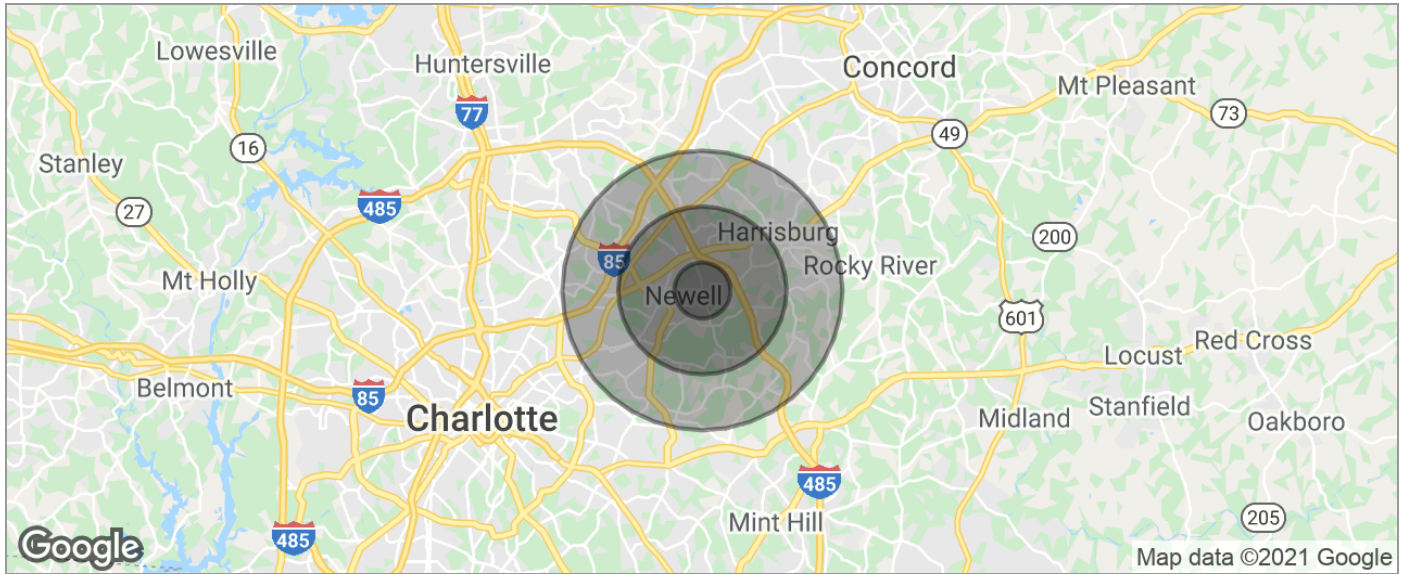 Lowesville
Huntersville
Concord
Mt Pleasant
77
73
49
16
Stanley
485
27
200
Harrisburg
85
Rocky River
Mt Holly
Newell
601
Red Cross
Locust
Belmont
85
Charlotte
Midland
Stanfield
Oakboro
485
Mint Hill
205
485
Google
Map data ©2021 Google